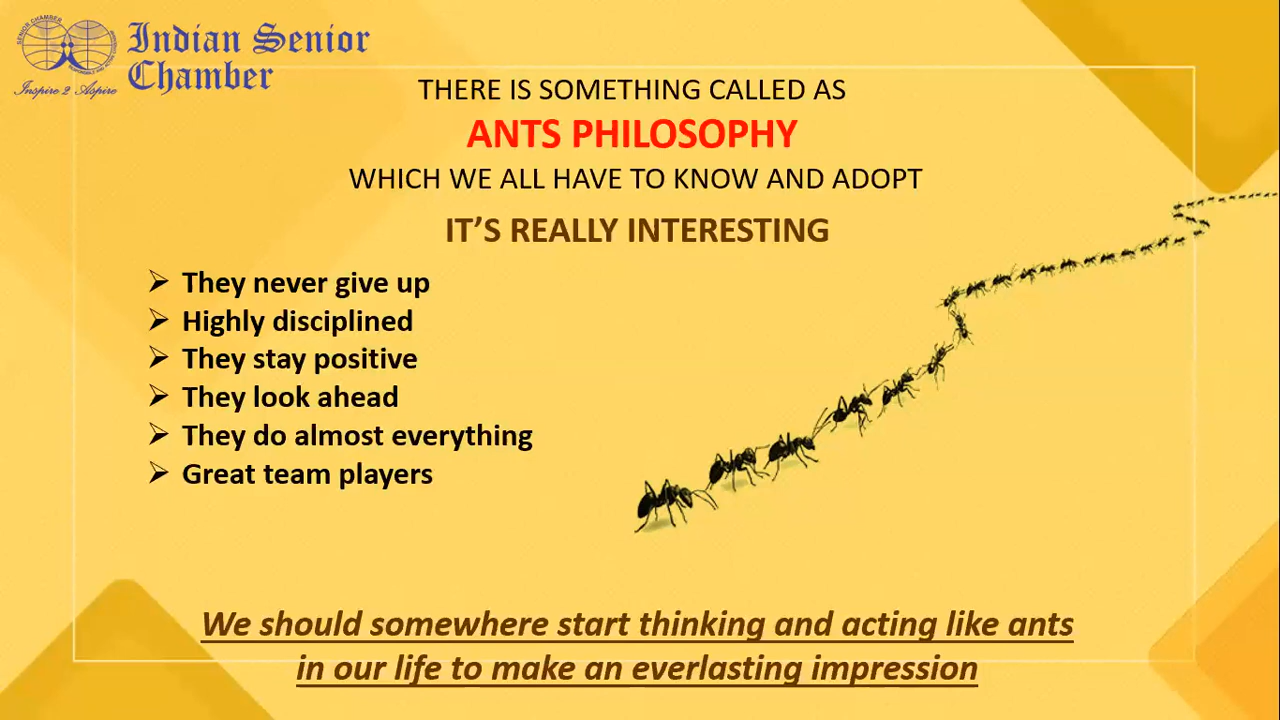 Indian Senior
Chamber
SENIOR CHAMBER
Inspire 2 Aspire
THERE IS SOMETHING CALLED AS
ANTS PHILOSOPHY
WHICH WE ALL HAVE TO KNOW AND ADOPT
IT’S REALLY INTERESTING
➢ They never give up
➢ Highly disciplined
➢ They stay positive
➢ They look ahead
➢ They do almost everything
➢ Great team players
We should somewhere start thinking and acting like ants
in our life to make an everlasting impression